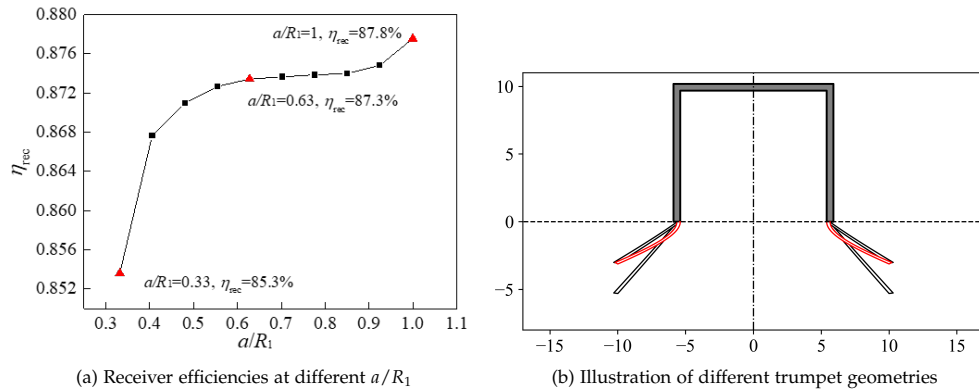 0.880
0.876
0.872
0.868
0.864
0.860
0.856
0.852
η_rec
a/R₁=1, η_rec=87.8%
a/R₁=0.63, η_rec=87.3%
a/R₁=0.33, η_rec=85.3%
0.3 0.4 0.5 0.6 0.7 0.8 0.9 1.0 1.1
a/R₁
(a) Receiver efficiencies at different a/R₁
10
5
0
−5
−15 −10 −5 0 5 10 15
(b) Illustration of different trumpet geometries